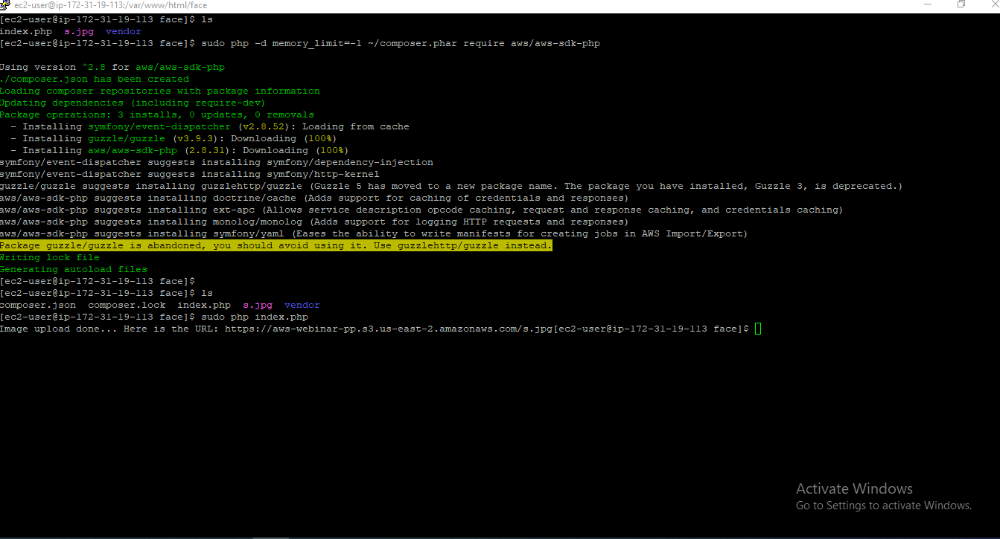 ec2-user@ip-172-31-19-113:/var/www/html/face
[ec2-user@ip-172-31-19-113 face]$ ls
index.php  s.jpg  vendor
[ec2-user@ip-172-31-19-113 face]$ sudo php -d memory_limit=-1 ~/composer.phar require aws/aws-sdk-php
Using version ^2.8 for aws/aws-sdk-php
./composer.json has been created
Loading composer repositories with package information
Updating dependencies (including require-dev)
Package operations: 3 installs, 0 updates, 0 removals
  - Installing symfony/event-dispatcher (v2.8.52): Loading from cache
  - Installing guzzle/guzzle (v3.9.3): Downloading (100%)
  - Installing aws/aws-sdk-php (2.8.31): Downloading (100%)
symfony/event-dispatcher suggests installing symfony/dependency-injection
symfony/event-dispatcher suggests installing symfony/http-kernel
guzzle/guzzle suggests installing guzzlehttp/guzzle (Guzzle 5 has moved to a new package name. The package you have installed, Guzzle 3, is deprecated.)
aws/aws-sdk-php suggests installing doctrine/cache (Adds support for caching of credentials and responses)
aws/aws-sdk-php suggests installing ext-apc (Allows service description opcode caching, request and response caching, and credentials caching)
aws/aws-sdk-php suggests installing monolog/monolog (Adds support for logging HTTP requests and responses)
aws/aws-sdk-php suggests installing symfony/yaml (Eases the ability to write manifests for creating jobs in AWS Import/Export)
Package guzzle/guzzle is abandoned, you should avoid using it. Use guzzlehttp/guzzle instead.
Writing lock file
Generating autoload files
[ec2-user@ip-172-31-19-113 face]$
[ec2-user@ip-172-31-19-113 face]$ ls
composer.json  composer.lock  index.php  s.jpg  vendor
[ec2-user@ip-172-31-19-113 face]$ sudo php index.php
Image upload done... Here is the URL: https://aws-webinar-pp.s3.us-east-2.amazonaws.com/s.jpg[ec2-user@ip-172-31-19-113 face]$
Activate Windows
Go to Settings to activate Windows.